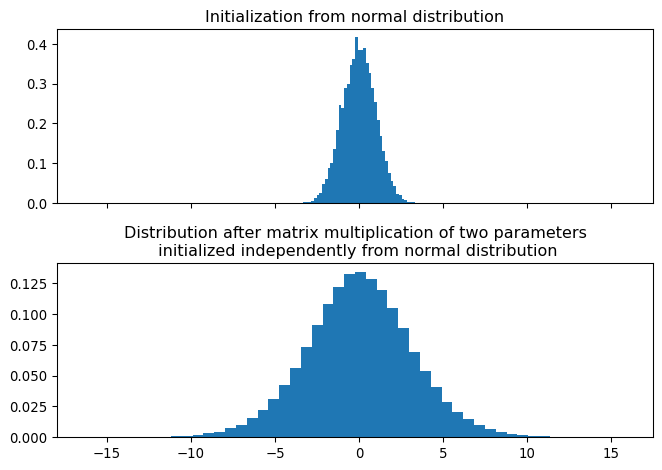 Initialization from normal distribution
0.4
0.3
0.2
0.1
0.0
Distribution after matrix multiplication of two parameters
initialized independently from normal distribution
0.125
0.100
0.075
0.050
0.025
0.000
−15 −10 −5 0 5 10 15